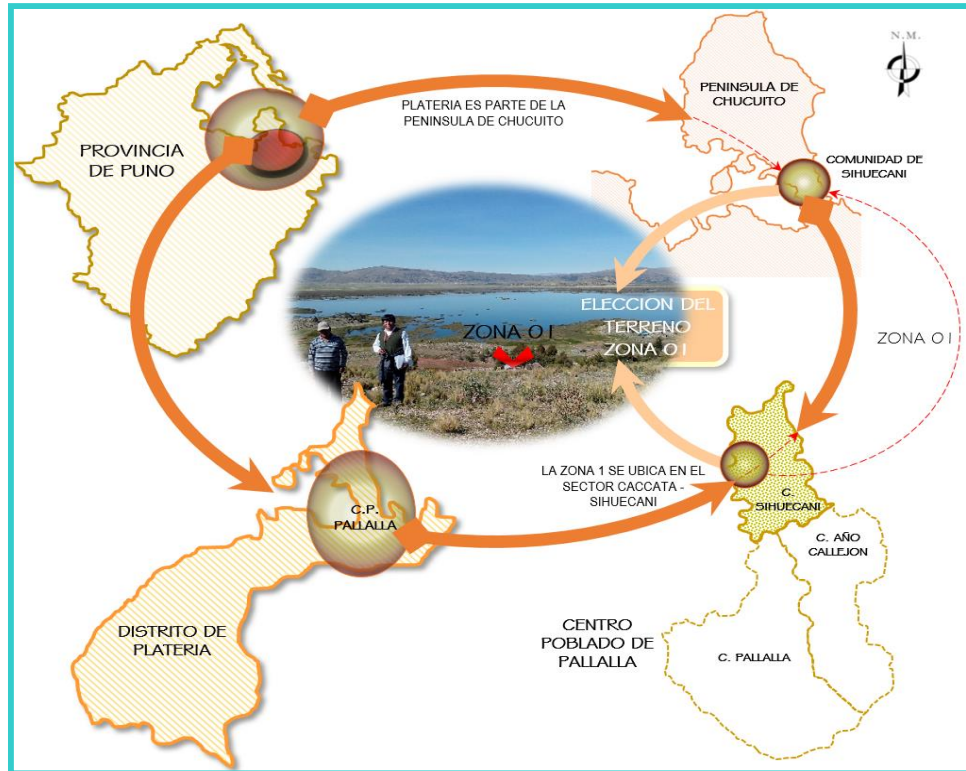 N.M.
PLATERIA ES PARTE DE LA
PENINSULA DE CHUCUITO
PENINSULA DE
CHUCUITO
PROVINCIA
DE PUNO
COMUNIDAD DE
SIHUECANI
ELECCION DEL
TERRENO
ZONA 01
ZONA 01
ZONA 01
LA ZONA 1 SE UBICA EN EL
SECTOR CACCATA -
SIHUECANI
C.P.
PALLALLA
C.
SIHUECANI
C. AÑO
CALLEJON
DISTRITO DE
PLATERIA
CENTRO
POBLADO DE
PALLALLA
C. PALLALLA